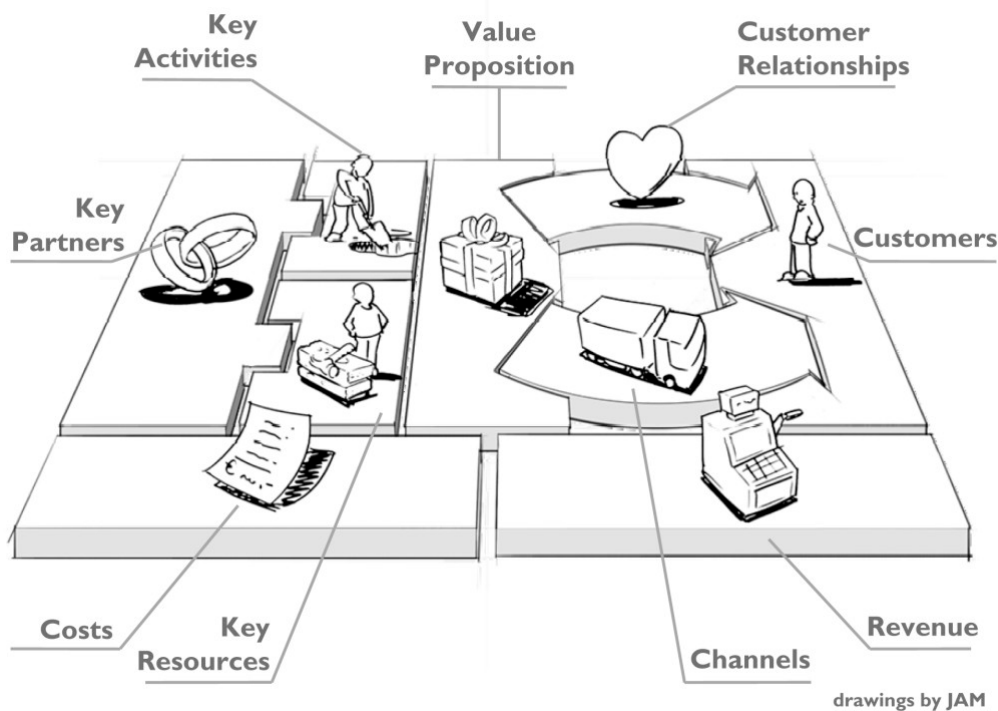 Key
Activities
Value
Proposition
Customer
Relationships
Key
Partners
Customers
€
Costs
Key
Resources
Channels
Revenue
drawings by JAM